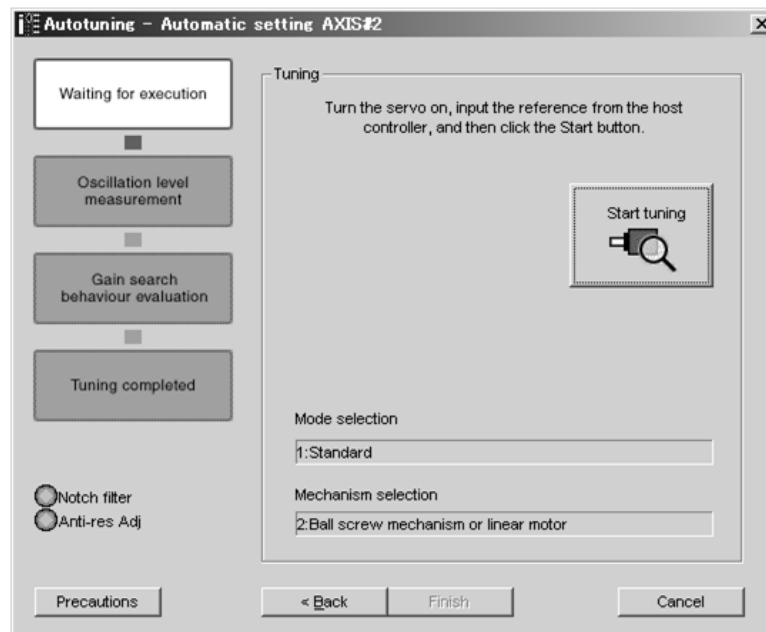 Autotuning - Automatic setting AXIS#2
Waiting for execution
Oscillation level
measurement
Gain search
behaviour evaluation
Tuning completed
Notch filter
Anti-res Adj
Precautions
Tuning
Turn the servo on, input the reference from the host
controller, and then click the Start button.
Start tuning
Mode selection
1:Standard
Mechanism selection
2:Ball screw mechanism or linear motor
< Back
Finish
Cancel